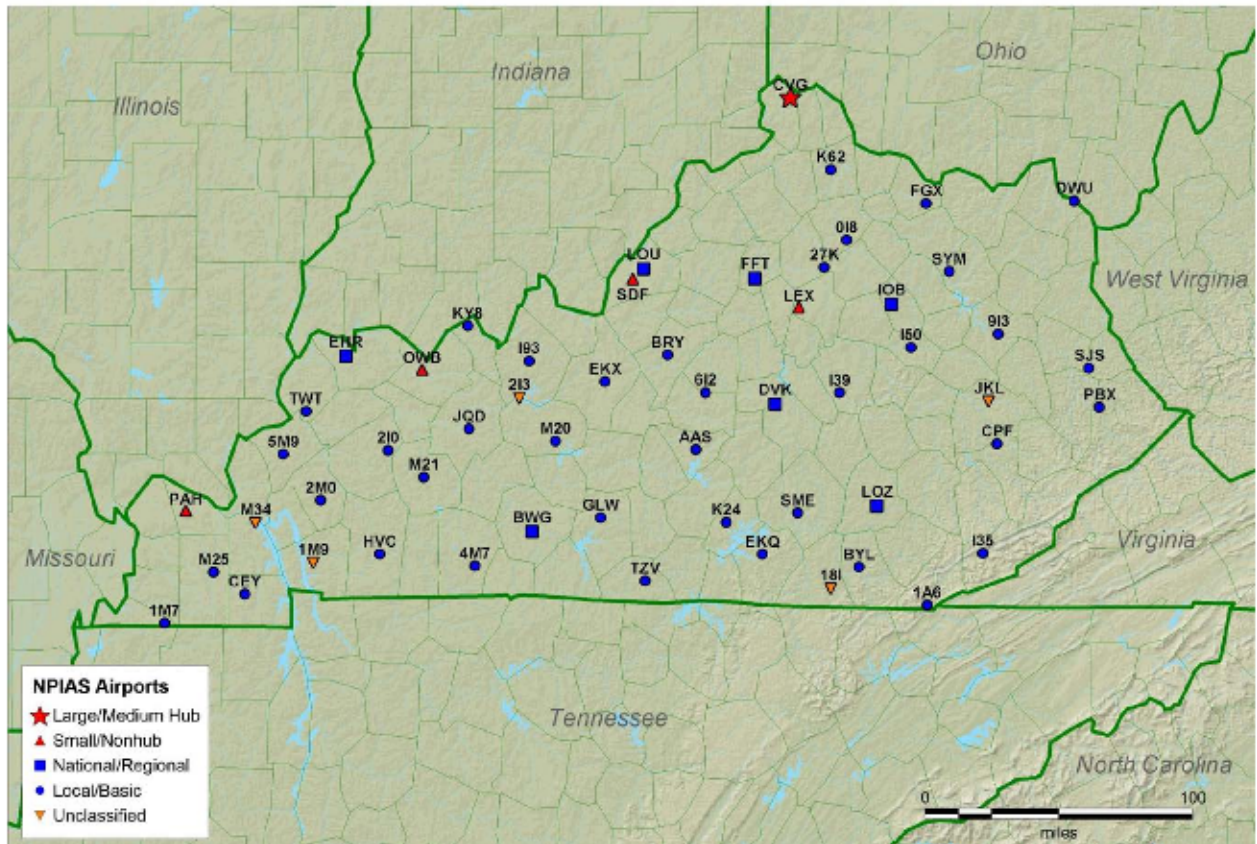 Ohio
Indiana
Illinois
CVG
K62
FGX
DWU
0I8
LOU
FFT
27K
SYM
West Virginia
SDF
LEX
IOB
KY8
9I3
EHR
OWB
I93
BRY
I50
SJS
EKX
2I3
6I2
DVK
I39
JKL
PBX
TWT
JQD
M20
AAS
CPF
5M9
2I0
M21
PAH
M34
2M0
BWG
GLW
K24
SME
LOZ
Missouri
M25
1M9
HVC
4M7
EKQ
BYL
I35
Virginia
CEY
TZV
18I
1A6
1M7
NPIAS Airports
Large/Medium Hub
Small/Nonhub
National/Regional
Local/Basic
Unclassified
Tennessee
North Carolina
0 100
miles